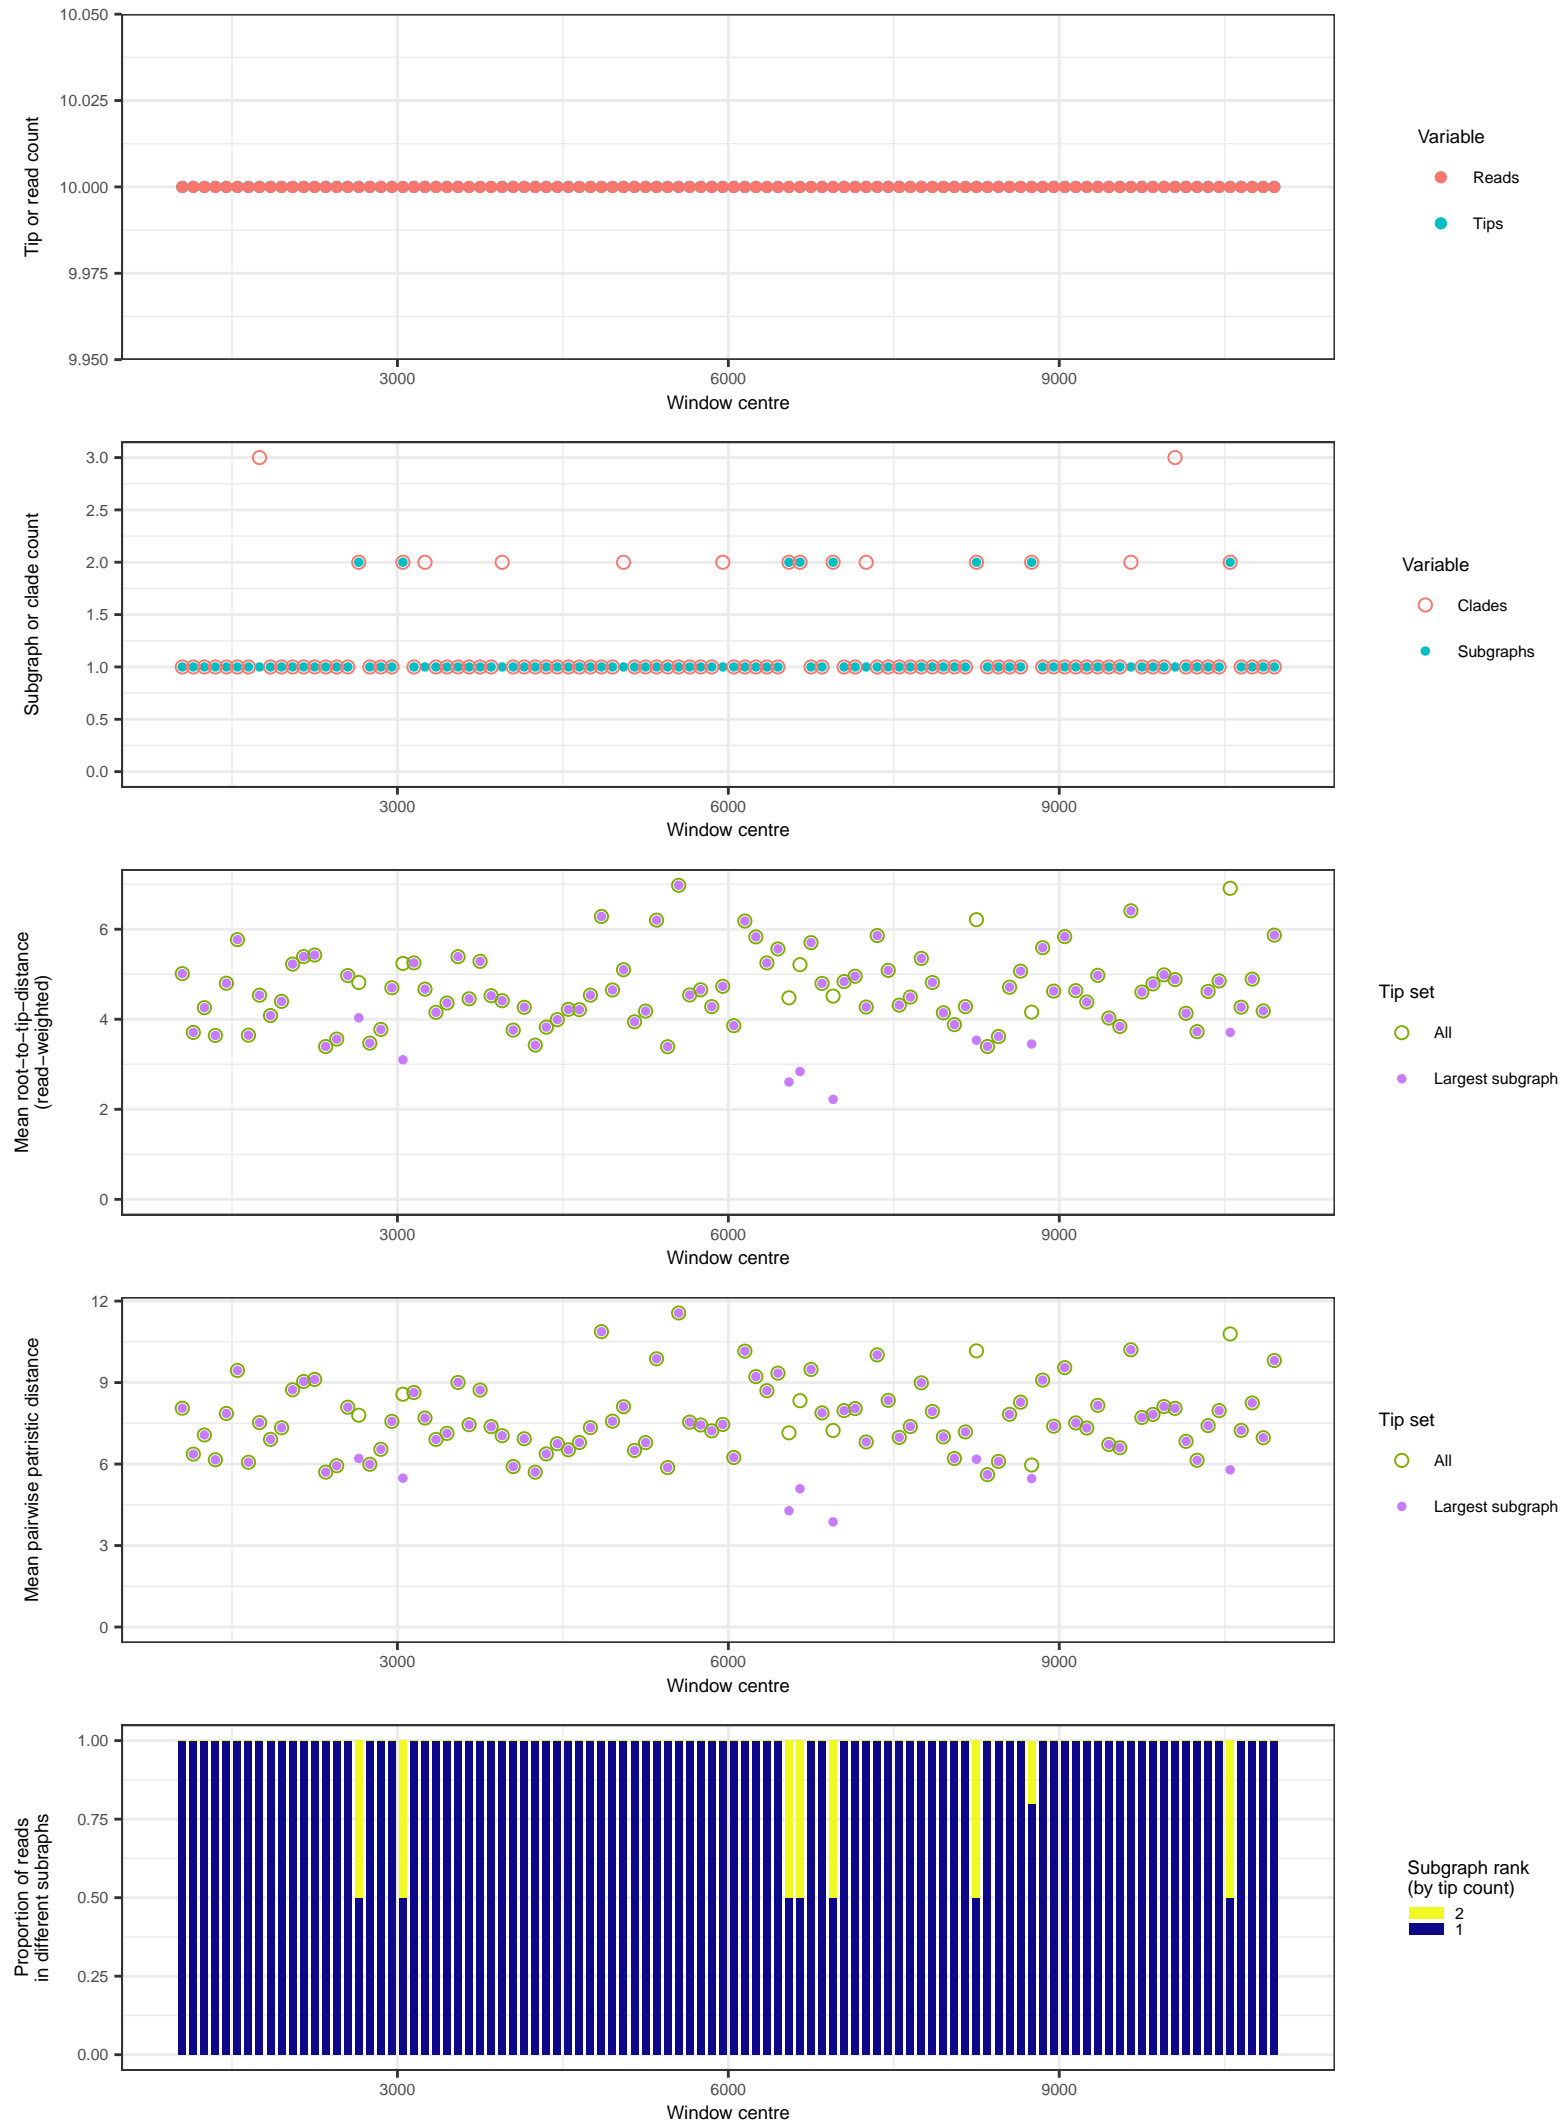 10.050
10.025
10.000
9.975
9.950
Tip or read count
3000 6000 9000
Window centre
Variable
Reads
Tips
3.0
2.5
2.0
1.5
1.0
0.5
0.0
Subgraph or clade count
3000 6000 9000
Window centre
Variable
Clades
Subgraphs
6
4
2
0
Mean root−to−tip−distance
(read−weighted)
3000 6000 9000
Window centre
Tip set
All
Largest subgraph
12
9
6
3
0
Mean pairwise patristic distance
3000 6000 9000
Window centre
Tip set
All
Largest subgraph
1.00
0.75
0.50
0.25
0.00
Proportion of reads
in different subraphs
3000 6000 9000
Window centre
Subgraph rank
(by tip count)
2
1